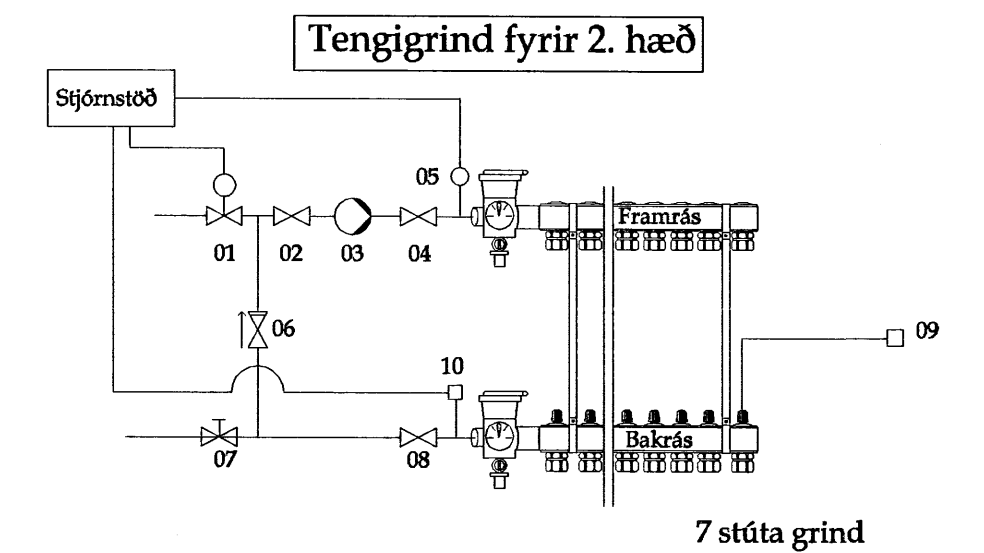 Tengigrind fyrir 2. hæð
Stjórnstöð
05
Framrás
01
02
03
04
06
09
10
Bakrás
07
08
7 stúta grind